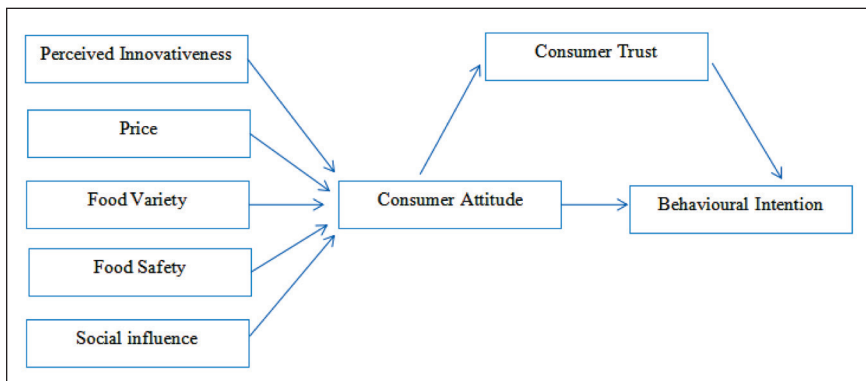 Perceived Innovativeness
Price
Food Variety
Food Safety
Social influence
Consumer Attitude
Consumer Trust
Behavioural Intention